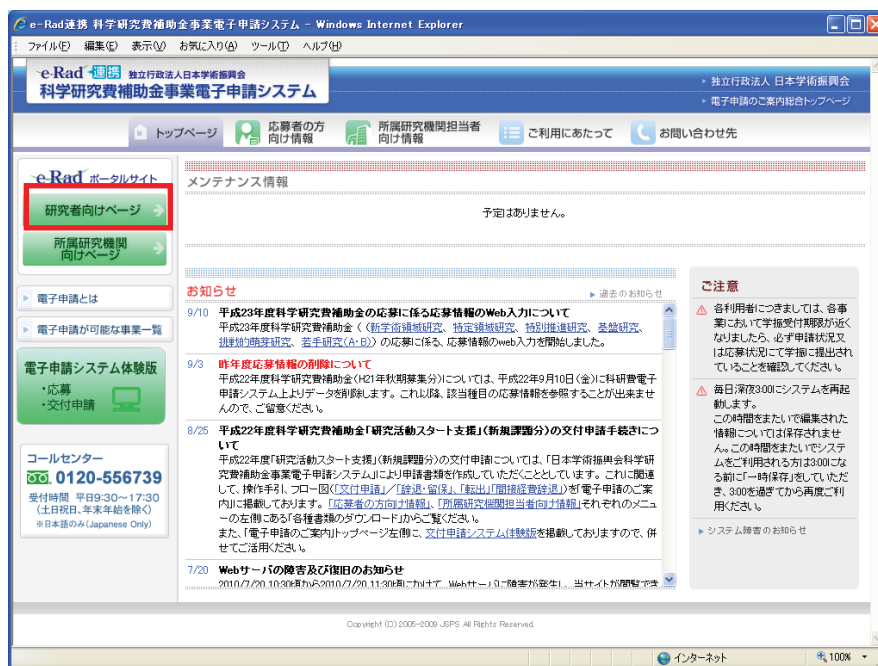 e-Rad連携 科学研究費補助金事業電子申請システム - Windows Internet Explorer
ファイル(F) 編集(E) 表示(V) お気に入り(A) ツール(T) ヘルプ(H)
e-Rad 連携 独立行政法人日本学術振興会
科学研究費補助金事業電子申請システム
独立行政法人 日本学術振興会
電子申請のご案内総合トップページ
トップページ
応募者の方
向け情報
所属研究機関担当者
向け情報
ご利用にあたって
お問い合わせ先
e-Rad ポータルサイト
研究者向けページ
所属研究機関
向けページ
電子申請とは
電子申請が可能な事業一覧
電子申請システム体験版
・応募
・交付申請
コールセンター
0120-556739
受付時間 平日9:30～17:30
(土日祝日、年末年始を除く)
※日本語のみ(Japanese Only)
メンテナンス情報
予定はありません。
お知らせ
過去のお知らせ
9/10 平成23年度科学研究費補助金の応募に係る応募情報のWeb入力について
平成23年度科学研究費補助金（（新学術領域研究、特定領域研究、特別推進研究、基盤研究、
挑戦的萌芽研究、若手研究(A・B)）の応募に係る、応募情報のweb入力を開始しました。
9/3 昨年度応募情報の削除について
平成22年度科学研究費補助金(H21年秋期募集分)については、平成22年9月10日(金)に科研費電子
申請システム上よりデータを削除します。これ以降、該当種目の応募情報を参照することが出来ませ
んので、ご留意ください。
8/25 平成22年度科学研究費補助金「研究活動スタート支援」(新規課題分)の交付申請手続きにつ
いて
平成22年度「研究活動スタート支援」(新規課題分)の交付申請については、「日本学術振興会科学研
究費補助金事業電子申請システム」により申請書類を作成していただくこととしています。これに関連
して、操作手引、フロー図(「交付申請」／「辞退・留保」、「転出」「間接経費辞退」)を「電子申請のご案
内」に掲載しております。「応募者の方向け情報」、「所属研究機関担当者向け情報」それぞれのメニュ
ーの左側にある「各種書類のダウンロード」からご覧ください。
また、「電子申請のご案内」トップページ左側に、交付申請システム体験版を掲載しておりますので、併
せてご活用ください。
7/20 Webサーバの障害及び復旧のお知らせ
2010/7/20 10:30頃から2010/7/20 11:30頃にかけて、Webサーバに障害が発生し、当サイトが閲覧でき
ご注意
各利用者につきましては、各事
業において学振受付期限が近く
なりましたら、必ず申請状況又
は応募状況にて学振に提出され
ていることを確認してください。
毎日深夜3:00にシステムを再起
動します。
この時間をまたいで編集された
情報については保存されませ
ん。この時間をまたいでシステ
ムをご利用される方は3:00にな
る前に「一時保存」をしていただ
き、3:00を過ぎてから再度ご利
用ください。
システム障害のお知らせ
Copyright (C) 2005-2009 JSPS All Rights Reserved.
インターネット
100%